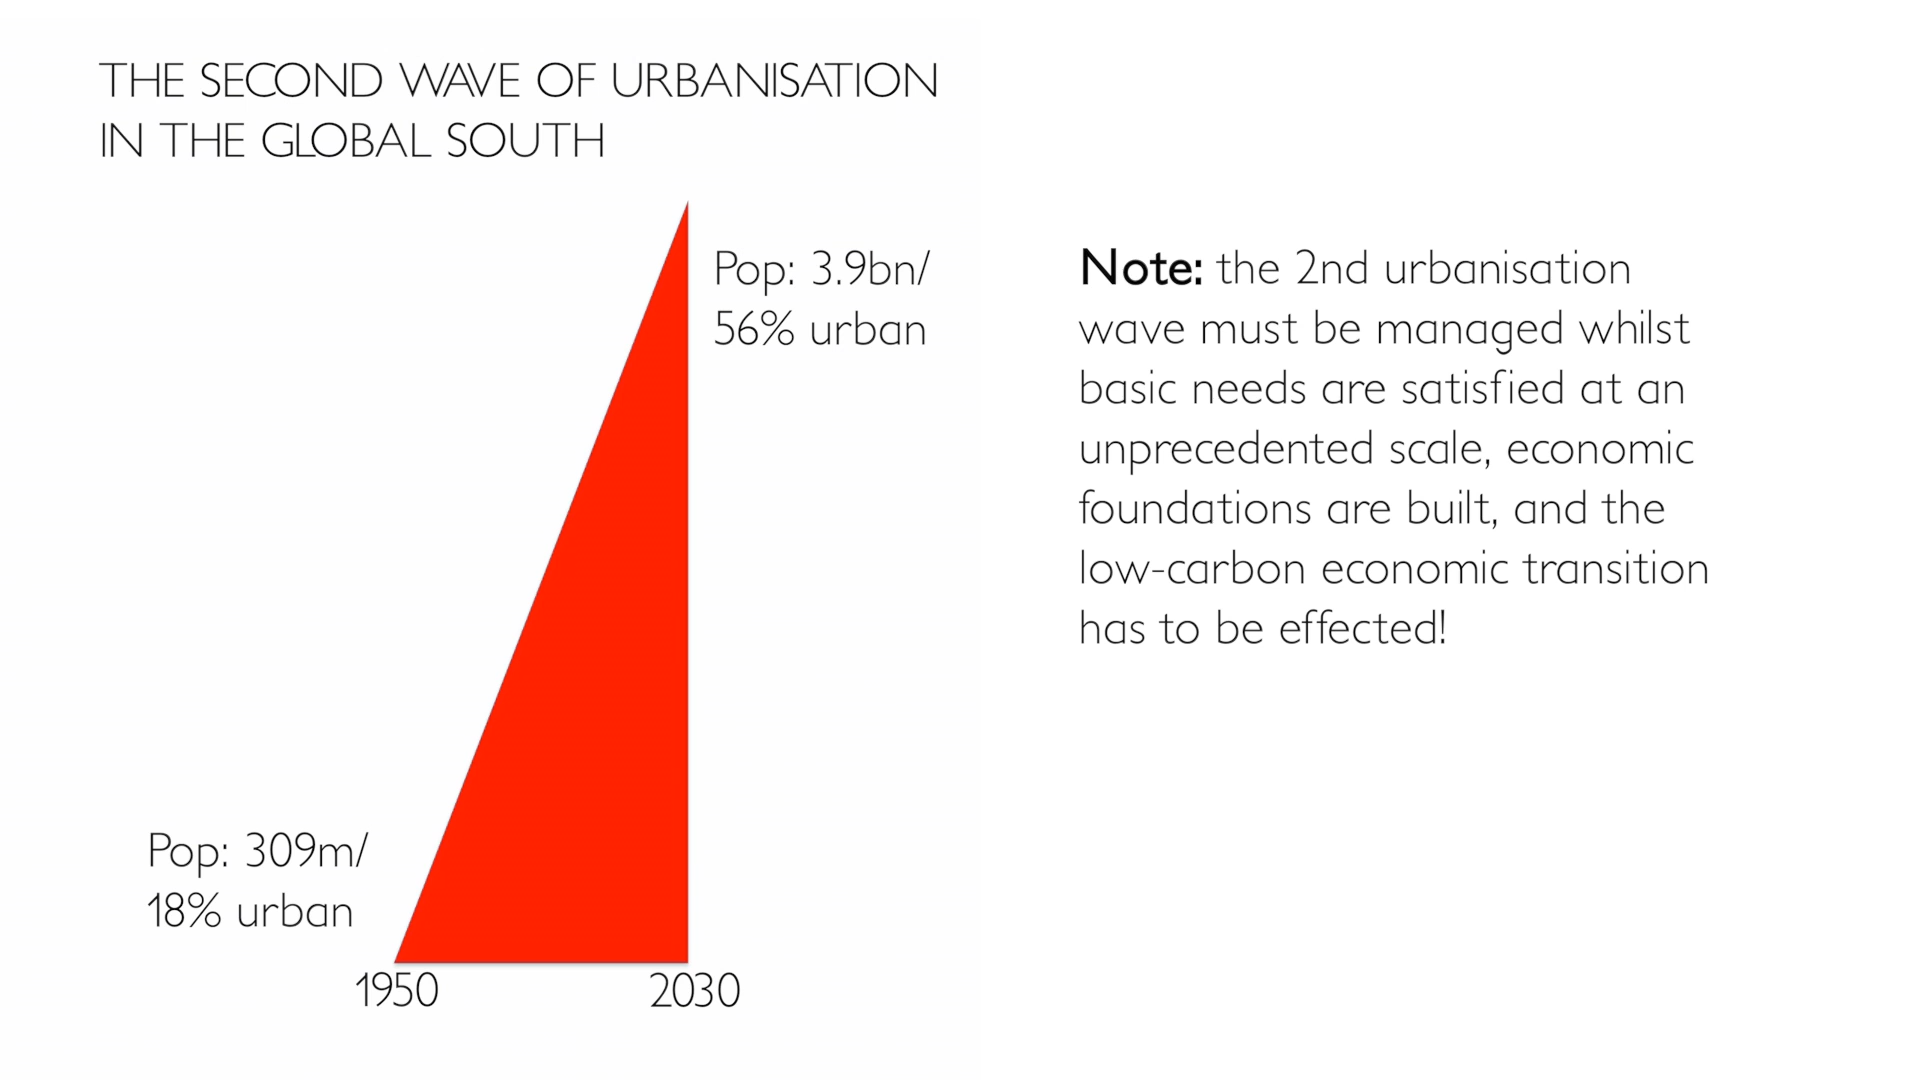 THE SECOND WAVE OF URBANISATION
IN THE GLOBAL SOUTH
Pop: 3.9bn/
56% urban
Pop: 309m/
18% urban
1950
2030
Note: the 2nd urbanisation
wave must be managed whilst
basic needs are satisfied at an
unprecedented scale, economic
foundations are built, and the
low-carbon economic transition
has to be effected!